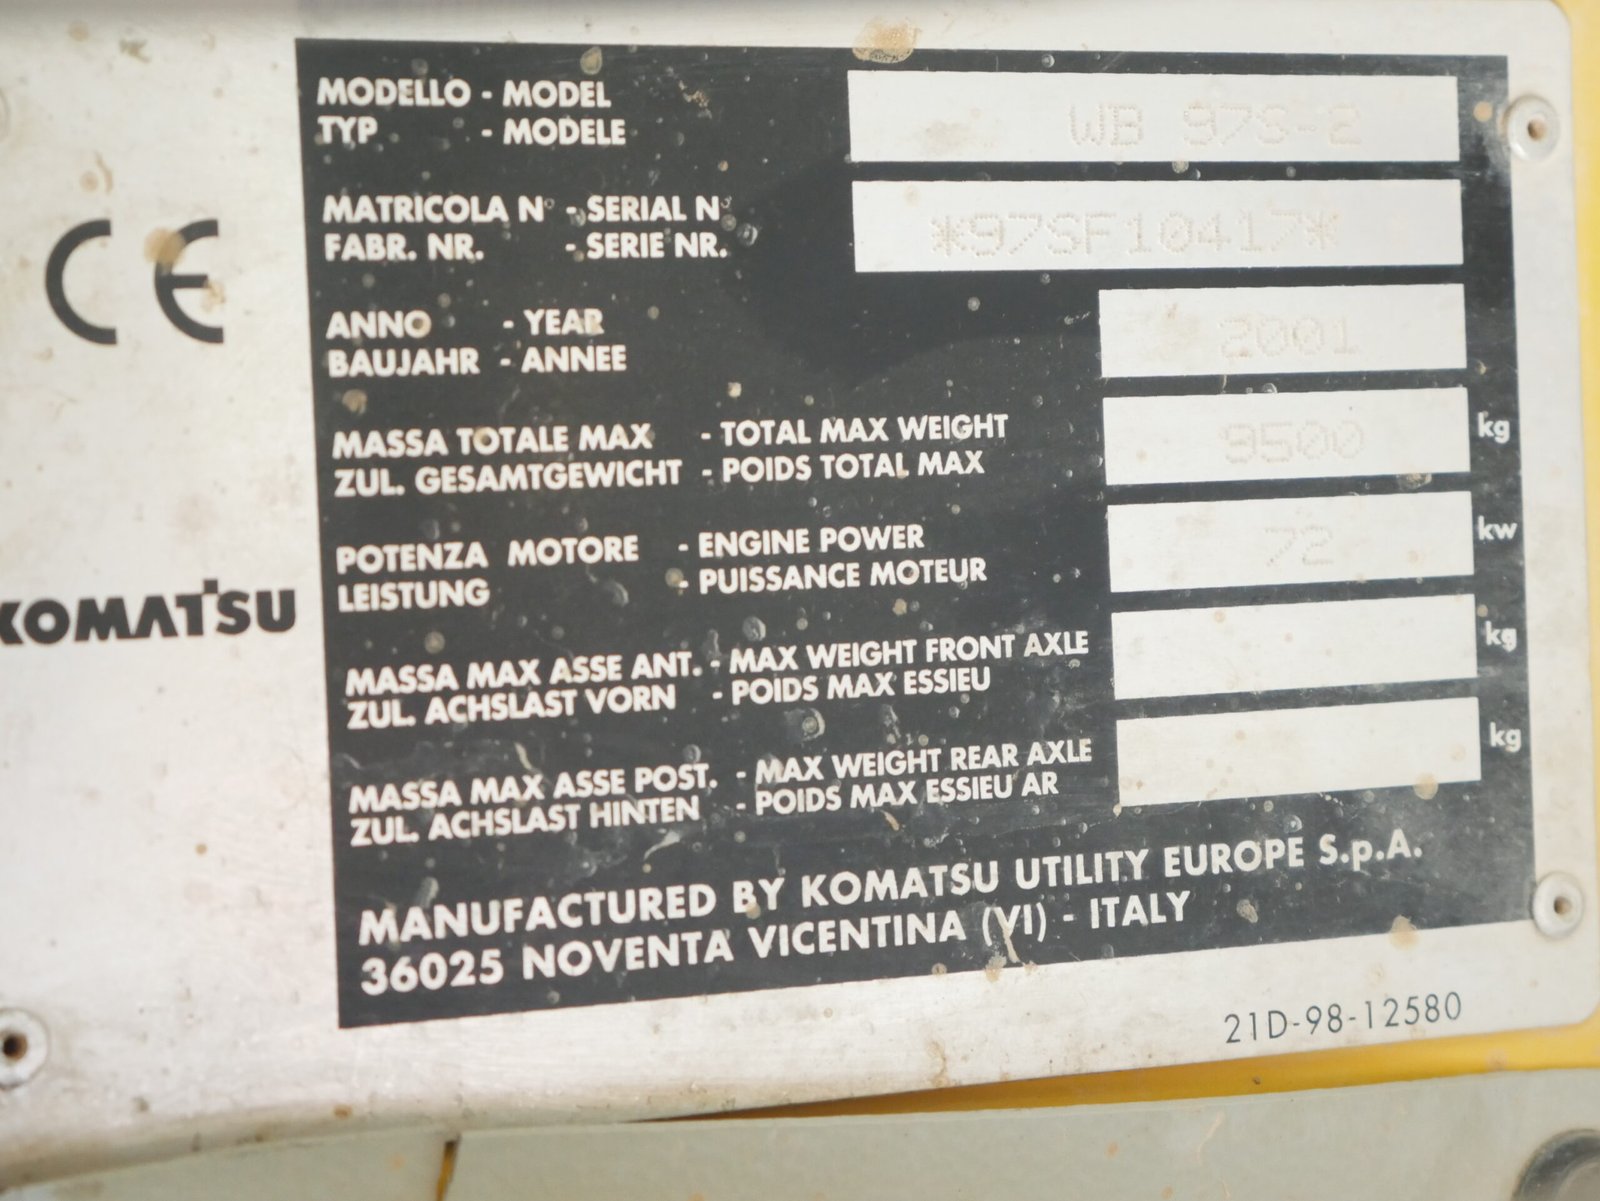 MODELLO - MODEL
TYP - MODELE
WB 97S-2
MATRICOLA N° - SERIAL N°
FABR. NR. - SERIE NR.
*97SF10417*
CE
ANNO - YEAR
BAUJAHR - ANNEE
2001
MASSA TOTALE MAX - TOTAL MAX WEIGHT
ZUL. GESAMTGEWICHT - POIDS TOTAL MAX
9500 kg
POTENZA MOTORE - ENGINE POWER
LEISTUNG - PUISSANCE MOTEUR
72 kw
KOMATSU
MASSA MAX ASSE ANT. - MAX WEIGHT FRONT AXLE
ZUL. ACHSLAST VORN - POIDS MAX ESSIEU
kg
MASSA MAX ASSE POST. - MAX WEIGHT REAR AXLE
ZUL. ACHSLAST HINTEN - POIDS MAX ESSIEU AR
kg
MANUFACTURED BY KOMATSU UTILITY EUROPE S.p.A.
36025 NOVENTA VICENTINA (VI) - ITALY
21D-98-12580